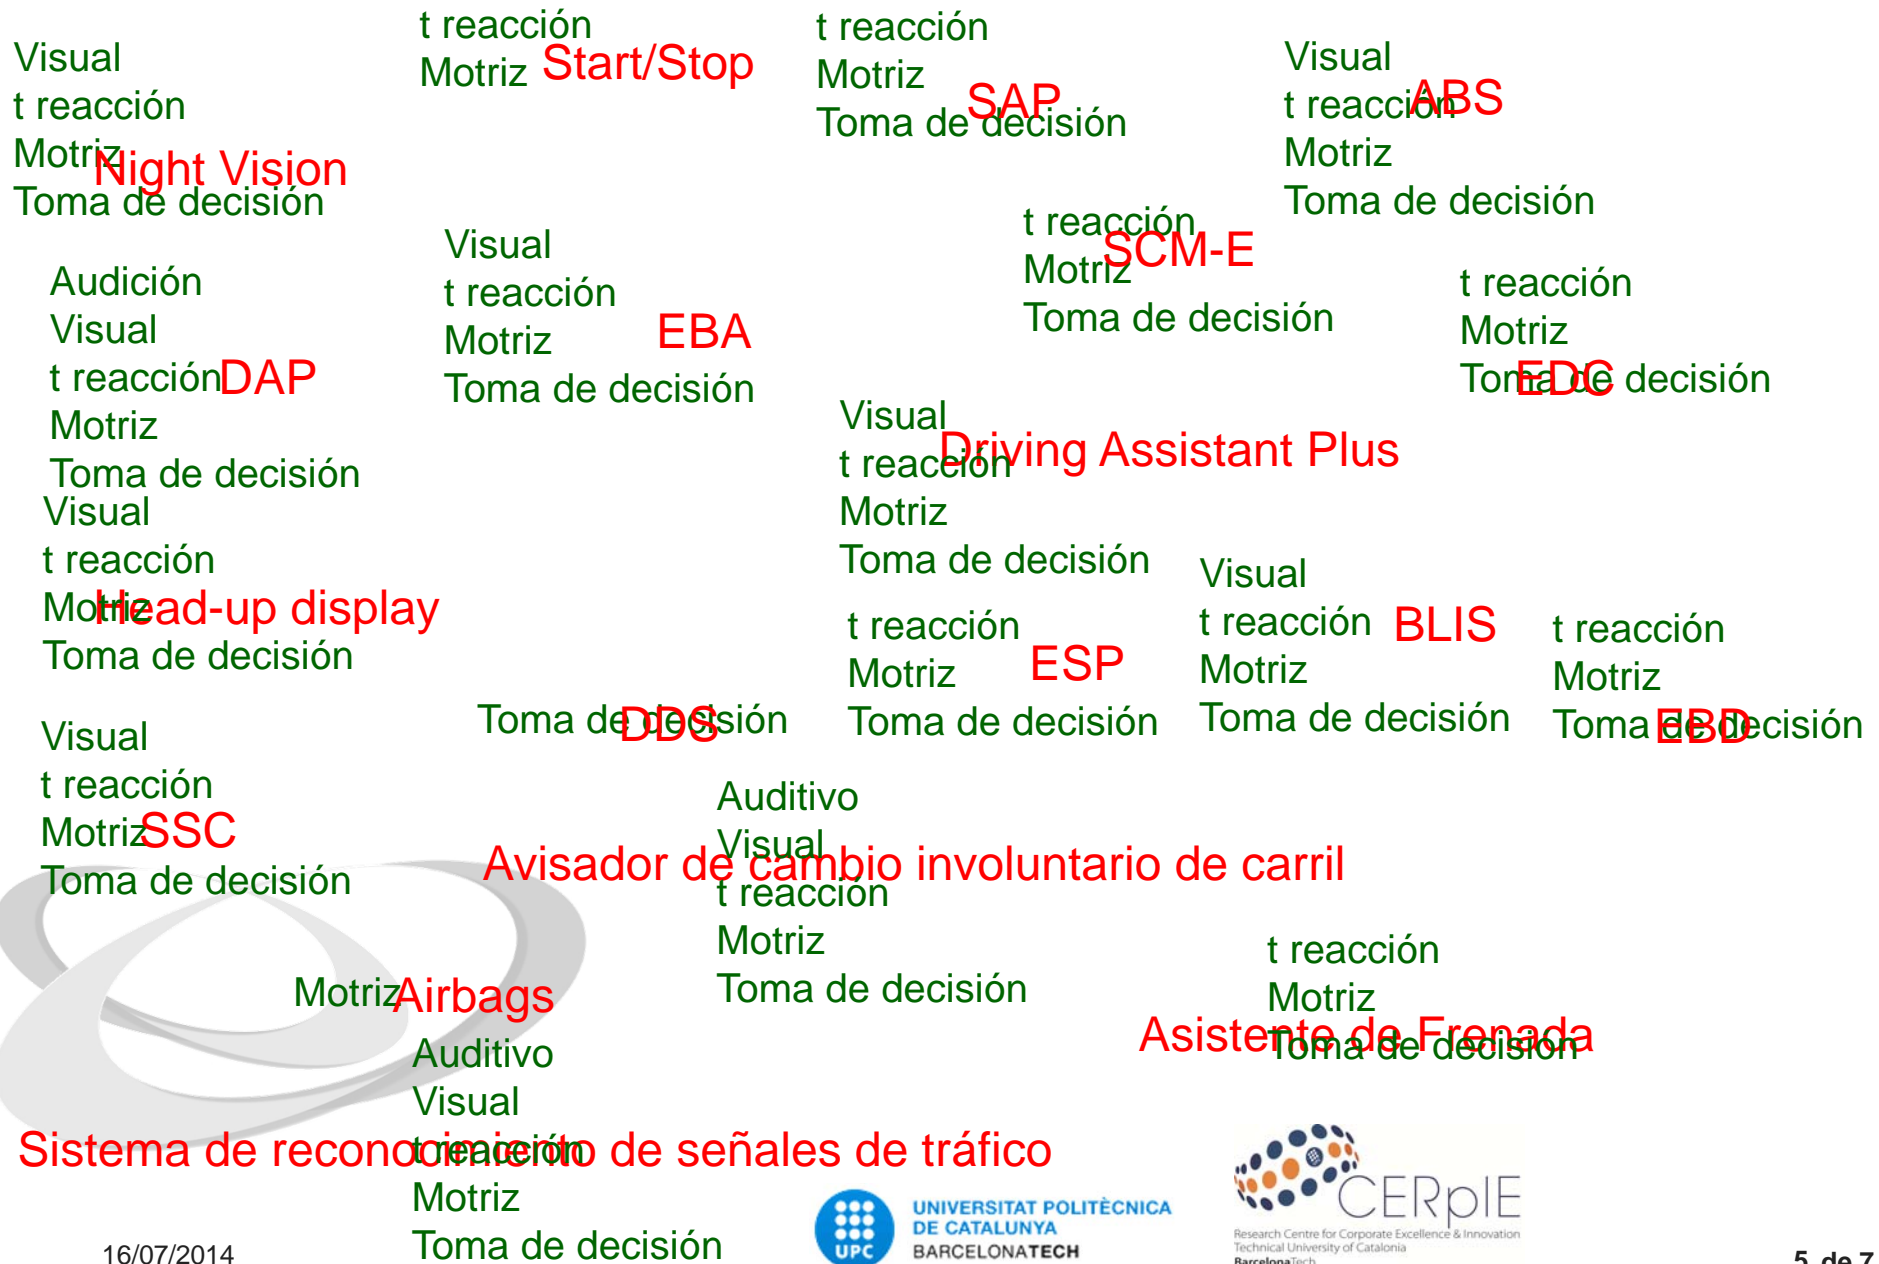 t reacción
Motriz
Start/Stop
t reacción
Motriz
Toma de decisión
SAP
Visual
t reacción
Motriz
Toma de decisión
Night Vision
Visual
t reacción
Motriz
Toma de decisión
ABS
t reacción
Motriz
Toma de decisión
SCM-E
Visual
t reacción
Motriz
Toma de decisión
EBA
Audición
Visual
t reacción
Motriz
Toma de decisión
DAP
t reacción
Motriz
Toma de decisión
EDC
Visual
t reacción
Motriz
Toma de decisión
Driving Assistant Plus
Visual
t reacción
Motriz
Toma de decisión
Head-up display
Visual
t reacción
Motriz
Toma de decisión
BLIS
t reacción
Motriz
Toma de decisión
ESP
t reacción
Motriz
Toma de decisión
EBD
Toma de decisión
DDS
Visual
t reacción
Motriz
Toma de decisión
SSC
Auditivo
Visual
t reacción
Motriz
Toma de decisión
Avisador de cambio involuntario de carril
Motriz
Airbags
t reacción
Motriz
Toma de decisión
Asistente de Frenada
Auditivo
Visual
t reacción
Motriz
Toma de decisión
Sistema de reconocimiento de señales de tráfico
UPC
UNIVERSITAT POLITÈCNICA
DE CATALUNYA
BARCELONATECH
CERpIE
Research Centre for Corporate Excellence & Innovation
Technical University of Catalonia
BarcelonaTech
16/07/2014
5 de 7